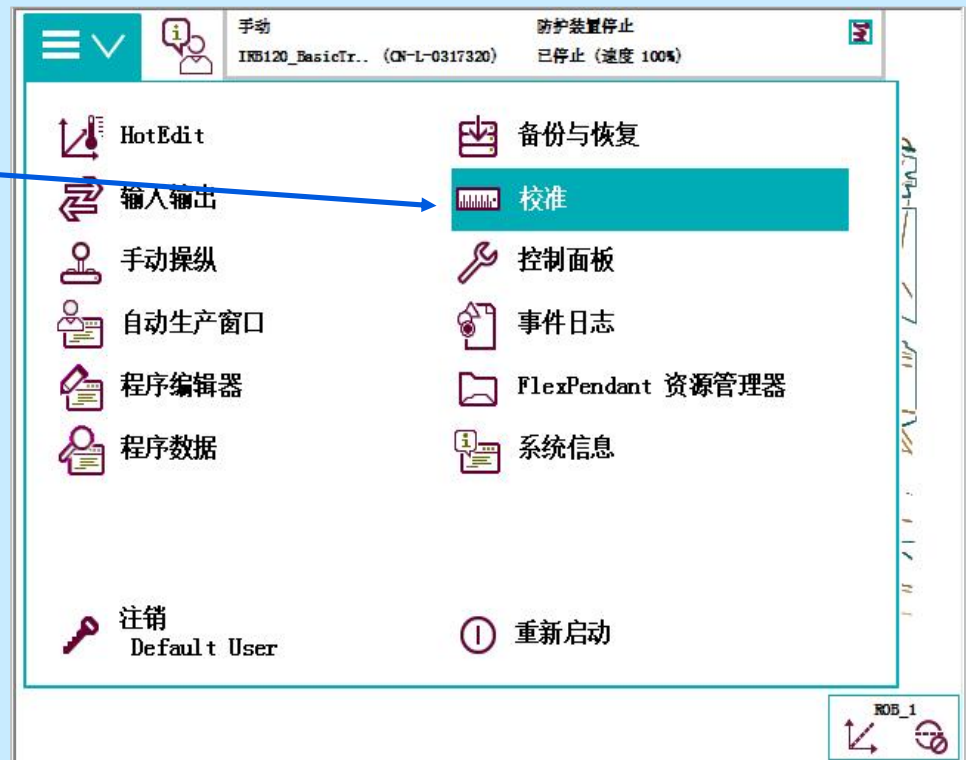 手动
防护装置停止
IRB120_BasicTr.. (CN-L-0317320)
已停止 (速度 100%)
HotEdit
备份与恢复
输入输出
校准
手动操纵
控制面板
自动生产窗口
事件日志
程序编辑器
FlexPendant 资源管理器
程序数据
系统信息
注销
Default User
重新启动
ROB_1